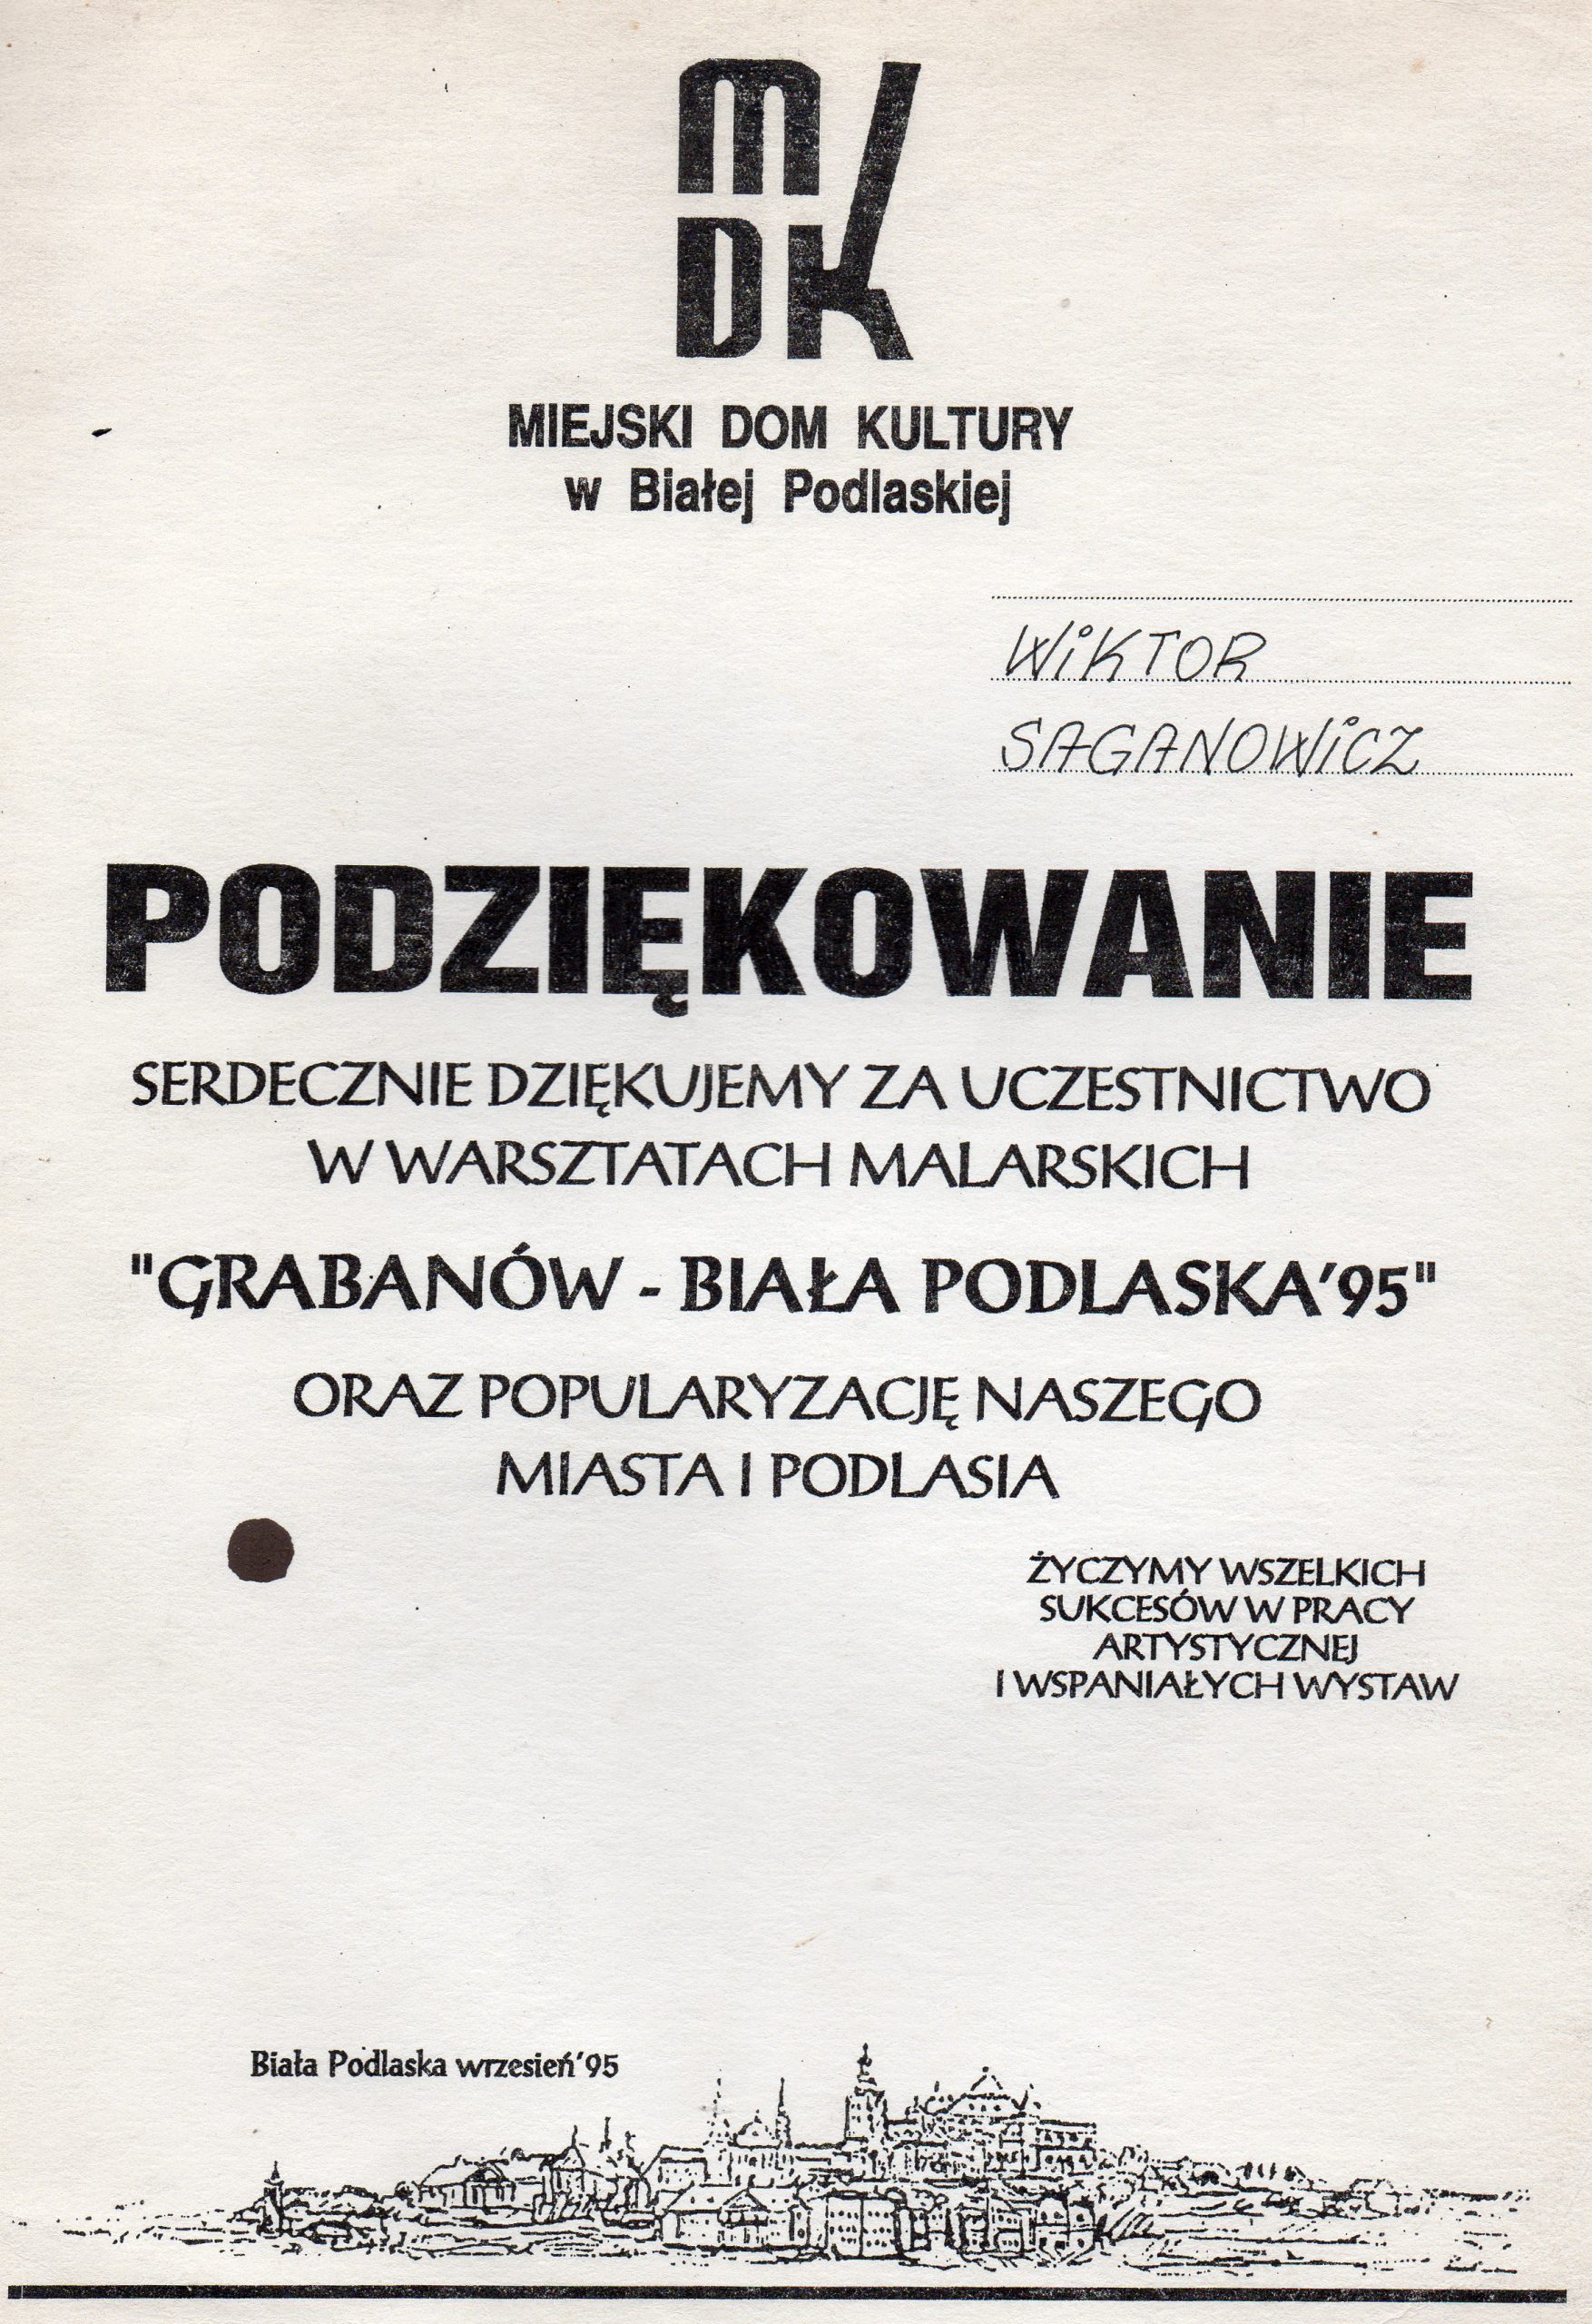 MDK
MIEJSKI DOM KULTURY
w Białej Podlaskiej
WiKTOR
SAGANOWiCZ
PODZIĘKOWANIE
SERDECZNIE DZIĘKUJEMY ZA UCZESTNICTWO
W WARSZTATACH MALARSKICH
"GRABANÓW - BIAŁA PODLASKA'95"
ORAZ POPULARYZACJĘ NASZEGO
MIASTA I PODLASIA
ŻYCZYMY WSZELKICH
SUKCESÓW W PRACY
ARTYSTYCZNEJ
I WSPANIAŁYCH WYSTAW
Biała Podlaska wrzesień'95